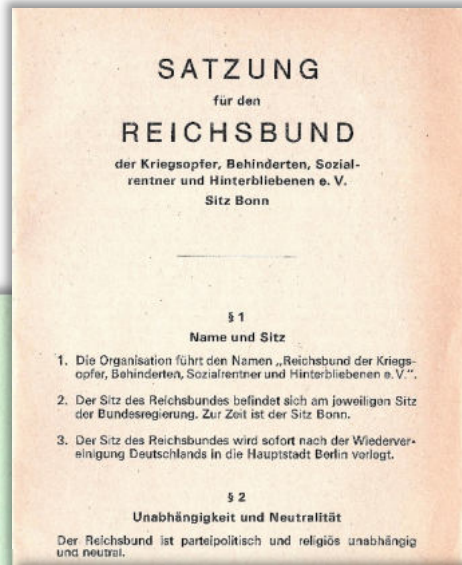 SATZUNG
für den
REICHSBUND
der Kriegsopfer, Behinderten, Sozial-
rentner und Hinterbliebenen e. V.
Sitz Bonn
§ 1
Name und Sitz
1. Die Organisation führt den Namen „Reichsbund der Kriegs-
opfer, Behinderten, Sozialrentner und Hinterbliebenen e. V.".
2. Der Sitz des Reichsbundes befindet sich am jeweiligen Sitz
der Bundesregierung. Zur Zeit ist der Sitz Bonn.
3. Der Sitz des Reichsbundes wird sofort nach der Wiederver-
einigung Deutschlands in die Hauptstadt Berlin verlegt.
§ 2
Unabhängigkeit und Neutralität
Der Reichsbund ist parteipolitisch und religiös unabhängig
und neutral.